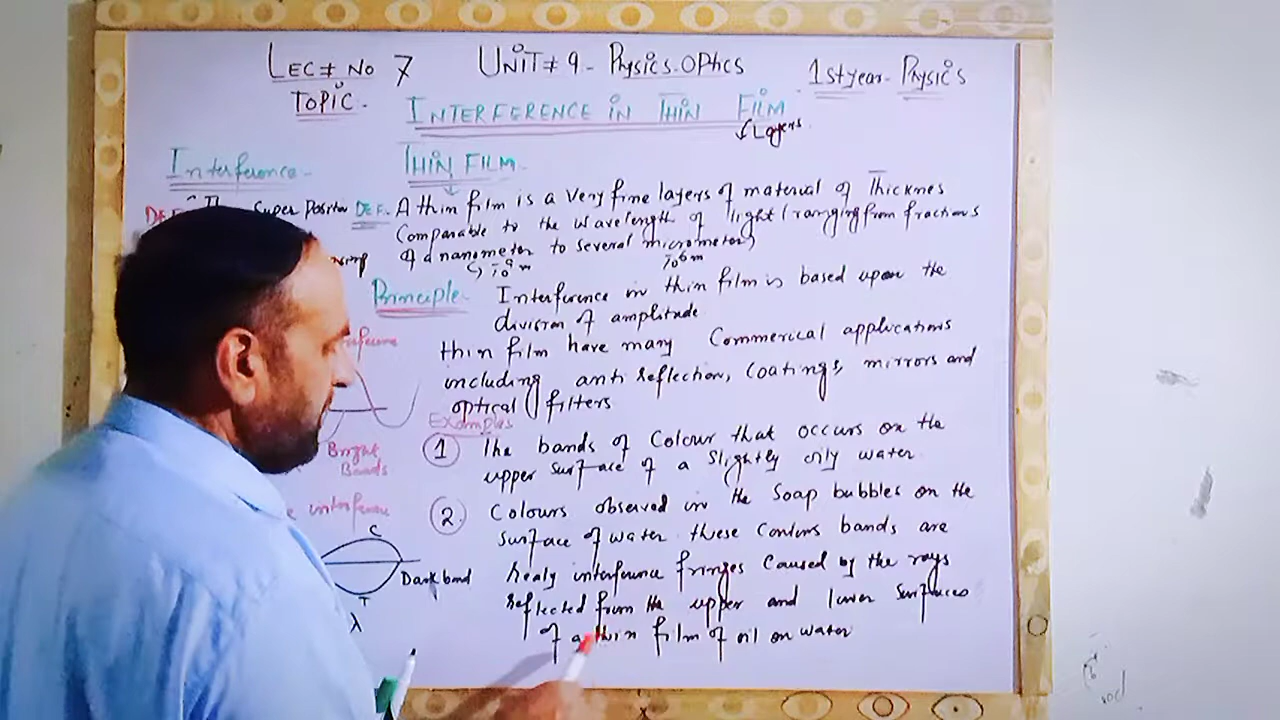 LEC # NO 7 UNIT # 9 - PHYSICS.OPTICS 1st year - PHYSICS
TOPIC -
INTERFERENCE IN THIN FILM
Layers
Interference -
THIN FILM -
Super Position DEF. A thin film is a very fine layers of material of Thicknes
Comparable to the wavelength of light (ranging from fractions
of a nanometer to several micrometer)
10⁻⁹m 10⁻⁶m
Principle - Interference in thin film is based upon the
division of amplitude
thin film have many Commerical applications
including anti reflection, Coatings, mirrors and
optical filters
Examples
1 The bands of Colour that occurs on the
upper surface of a slightly oily water
Bright
Bands
2. Colours observed in the Soap bubbles on the
surface of water these bands are
C
realy interference fringes Caused by the rays
Dark band
reflected from the upper and lower surfaces
T
of a thin film of oil on water
λ